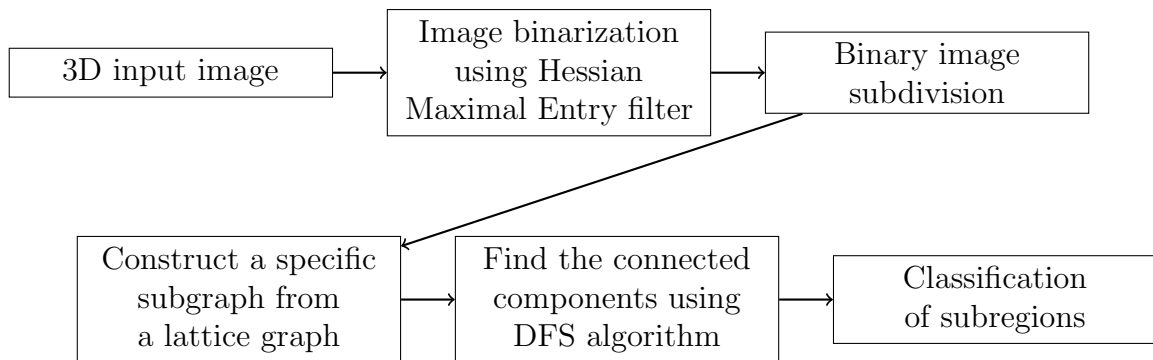 3D input image
Image binarization
using Hessian
Maximal Entry filter
Binary image
subdivision
Construct a specific
subgraph from
a lattice graph
Find the connected
components using
DFS algorithm
Classification
of subregions